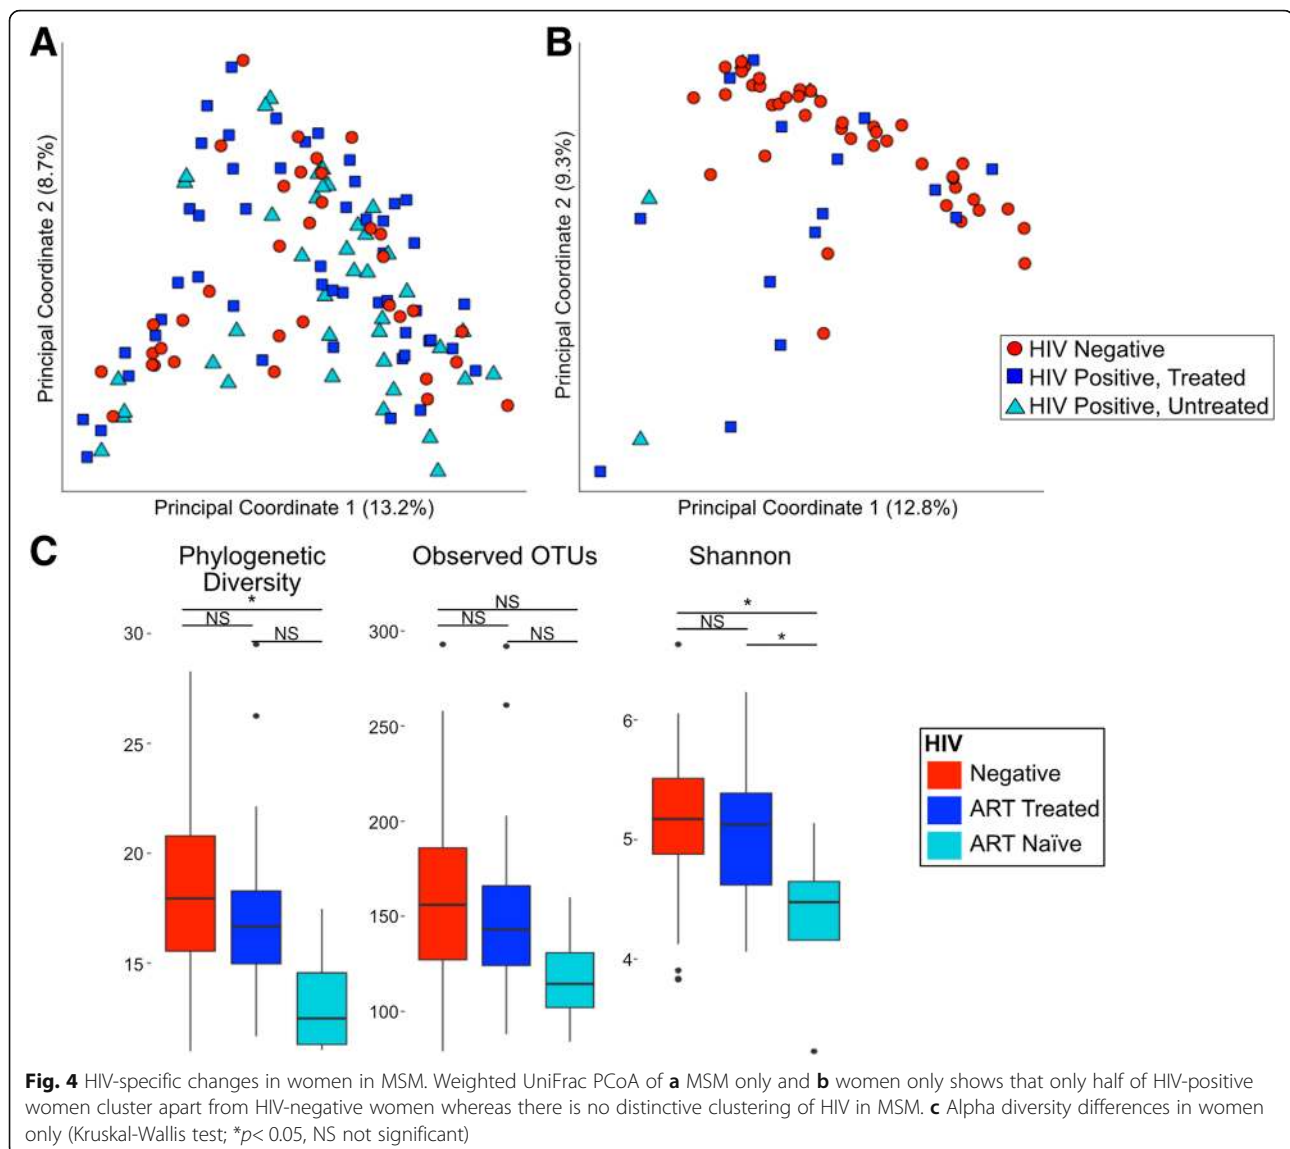 A
B
Principal Coordinate 2 (8.7%)
Principal Coordinate 1 (13.2%)
Principal Coordinate 2 (9.3%)
Principal Coordinate 1 (12.8%)
HIV Negative
HIV Positive, Treated
HIV Positive, Untreated
C
Phylogenetic
Diversity
*
NS
NS
30
25
20
15
Observed OTUs
NS
NS
NS
300
250
200
150
100
Shannon
*
NS
*
6
5
4
HIV
Negative
ART Treated
ART Naïve
Fig. 4 HIV-specific changes in women in MSM. Weighted UniFrac PCoA of a MSM only and b women only shows that only half of HIV-positive
women cluster apart from HIV-negative women whereas there is no distinctive clustering of HIV in MSM. c Alpha diversity differences in women
only (Kruskal-Wallis test; *p< 0.05, NS not significant)